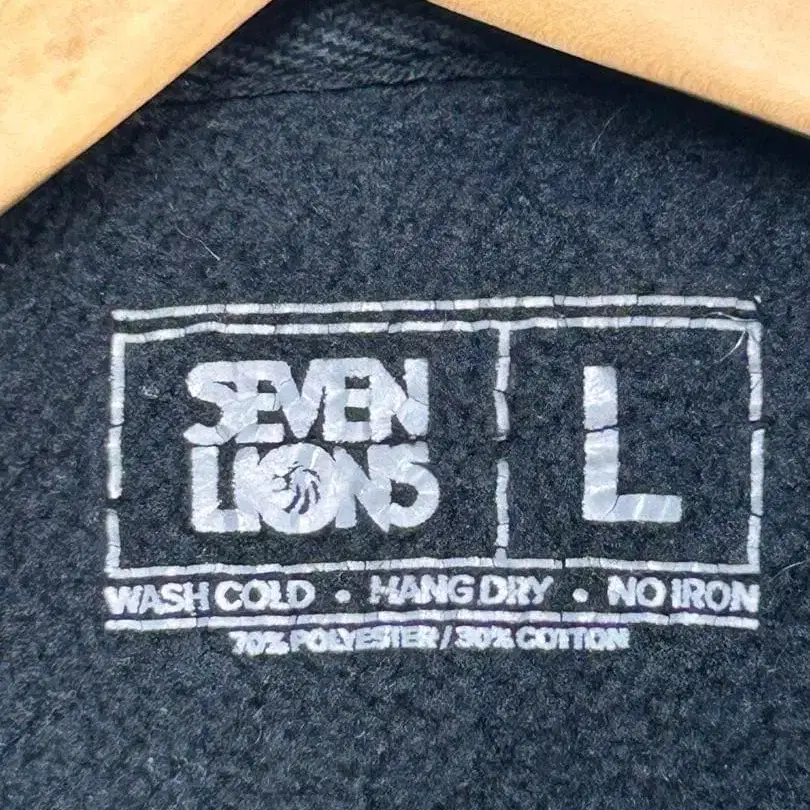 SEVEN
LIONS
L
WASH COLD • HANG DRY • NO IRON
70% POLYESTER / 30% COTTON